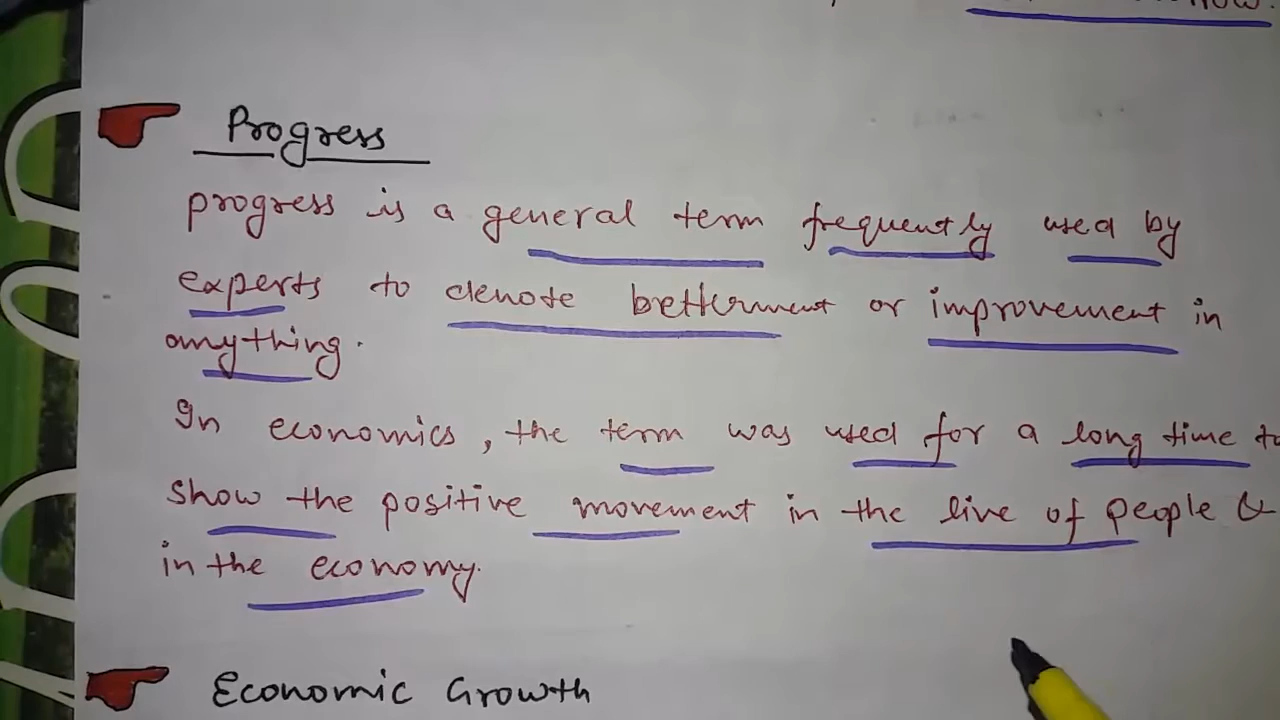 Progress
progress is a general term frequently used by
experts to denote betterment or improvement in
anything.
In economics, the term was used for a long time to
show the positive movement in the live of people &
in the economy.
Economic Growth